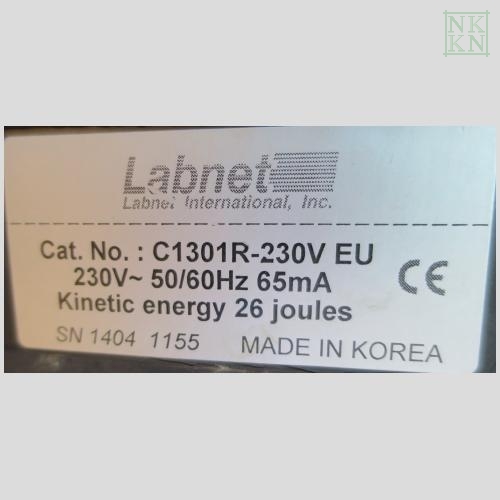 NK
KN
Labnet
Labnet International, Inc.
Cat. No. : C1301R-230V EU
230V~ 50/60Hz 65mA
Kinetic energy 26 joules
CE
SN 1404 1155 MADE IN KOREA